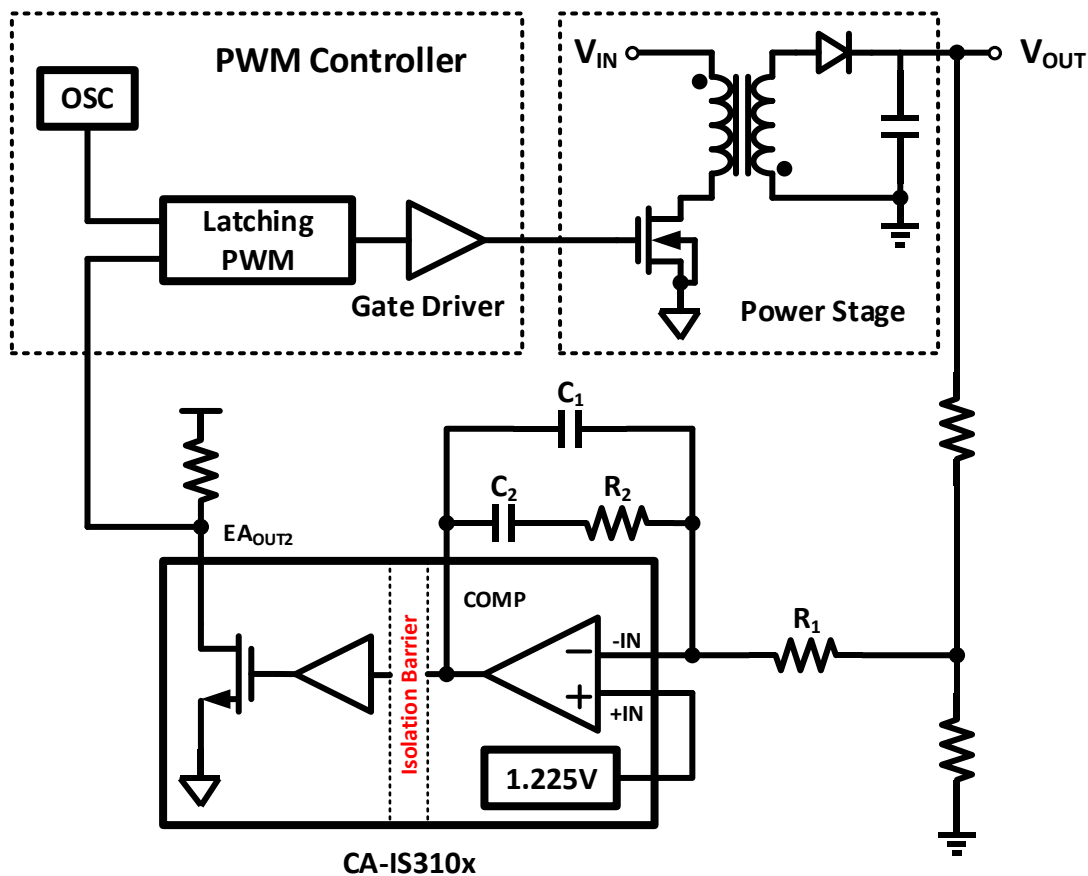 PWM Controller
OSC
Latching
PWM
Gate Driver
VIN
VOUT
Power Stage
C1
C2
R2
EAOUT2
COMP
Isolation Barrier
-IN
+IN
R1
1.225V
CA-IS310x